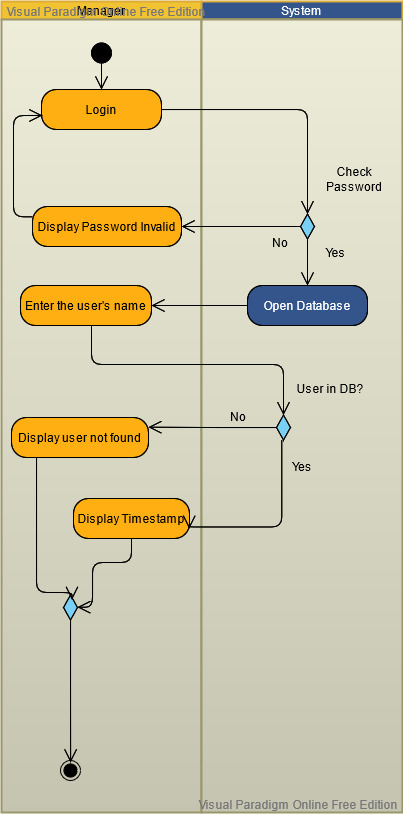 Visual Paradigm Online Free Edition
Manager
System
Login
Check
Password
Display Password Invalid
No
Yes
Enter the user's name
Open Database
User in DB?
No
Display user not found
Yes
Display Timestamp
Visual Paradigm Online Free Edition